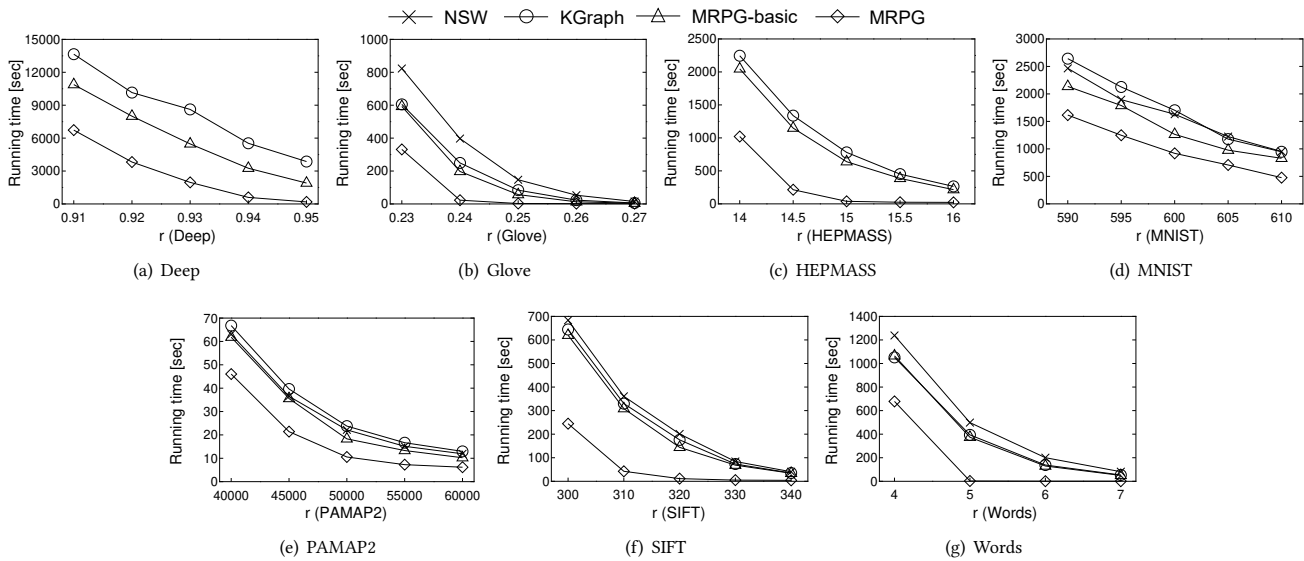 NSW KGraph MRPG-basic MRPG
Running time [sec]
15000
12000
9000
6000
3000
0
0.91 0.92 0.93 0.94 0.95
r (Deep)
(a) Deep
Running time [sec]
1000
800
600
400
200
0
0.23 0.24 0.25 0.26 0.27
r (Glove)
(b) Glove
Running time [sec]
2500
2000
1500
1000
500
0
14 14.5 15 15.5 16
r (HEPMASS)
(c) HEPMASS
Running time [sec]
3000
2500
2000
1500
1000
500
0
590 595 600 605 610
r (MNIST)
(d) MNIST
Running time [sec]
70
60
50
40
30
20
10
0
40000 45000 50000 55000 60000
r (PAMAP2)
(e) PAMAP2
Running time [sec]
700
600
500
400
300
200
100
0
300 310 320 330 340
r (SIFT)
(f) SIFT
Running time [sec]
1400
1200
1000
800
600
400
200
0
4 5 6 7
r (Words)
(g) Words